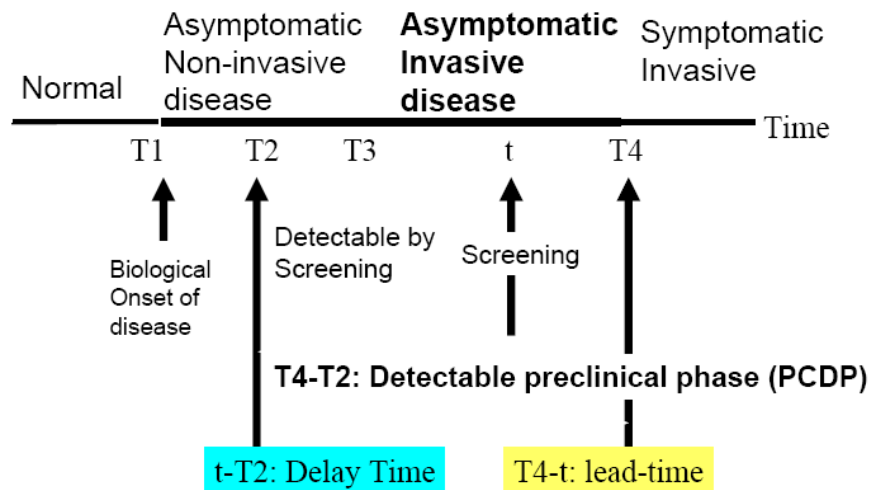 Normal
Asymptomatic
Non-invasive
disease
Asymptomatic
Invasive
disease
Symptomatic
Invasive
Time
T1
T2
T3
t
T4
Biological
Onset of
disease
Detectable by
Screening
Screening
T4-T2: Detectable preclinical phase (PCDP)
t-T2: Delay Time
T4-t: lead-time